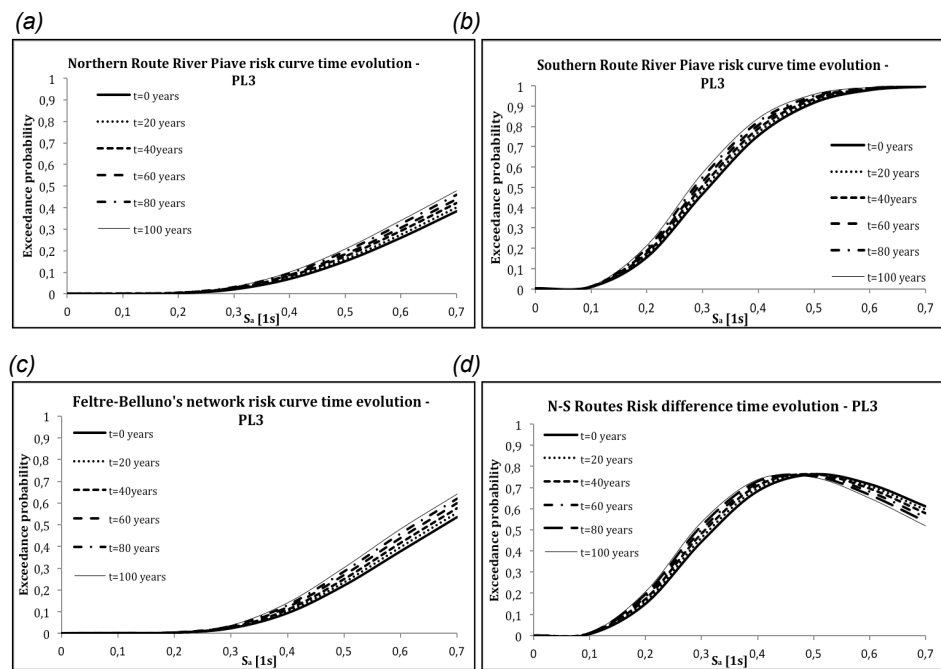 (a)
Northern Route River Piave risk curve time evolution -
PL3
Exceedance probability
1
0,9
0,8
0,7
0,6
0,5
0,4
0,3
0,2
0,1
0
t=0 years
t=20 years
t=40years
t=60 years
t=80 years
t=100 years
0 0,1 0,2 0,3 0,4 0,5 0,6 0,7
Sa [1s]
(b)
Southern Route River Piave risk curve time evolution -
PL3
Exceedance probability
1
0,9
0,8
0,7
0,6
0,5
0,4
0,3
0,2
0,1
0
t=0 years
t=20 years
t=40years
t=60 years
t=80 years
t=100 years
0 0,1 0,2 0,3 0,4 0,5 0,6 0,7
Sa [1s]
(c)
Feltre-Belluno's network risk curve time evolution -
PL3
Exceedance probability
1
0,9
0,8
0,7
0,6
0,5
0,4
0,3
0,2
0,1
0
t=0 years
t=20 years
t=40years
t=60 years
t=80 years
t=100 years
0 0,1 0,2 0,3 0,4 0,5 0,6 0,7
Sa [1s]
(d)
N-S Routes Risk difference time evolution - PL3
Exceedance probability
1
0,9
0,8
0,7
0,6
0,5
0,4
0,3
0,2
0,1
0
t=0 years
t=20 years
t=40years
t=60 years
t=80 years
t=100 years
0 0,1 0,2 0,3 0,4 0,5 0,6 0,7
Sa [1s]